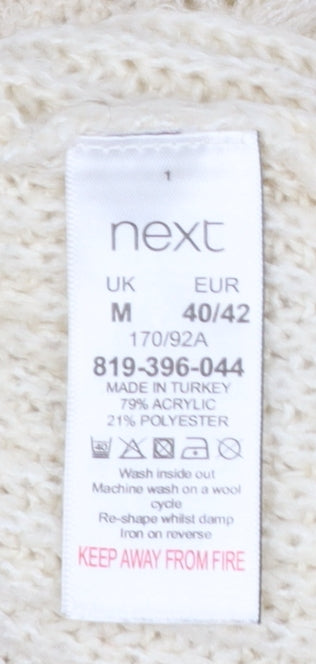 1
next
UK EUR
M 40/42
170/92A
819-396-044
MADE IN TURKEY
79% ACRYLIC
21% POLYESTER
40
Wash inside out
Machine wash on a wool
cycle
Re-shape whilst damp
Iron on reverse
KEEP AWAY FROM FIRE